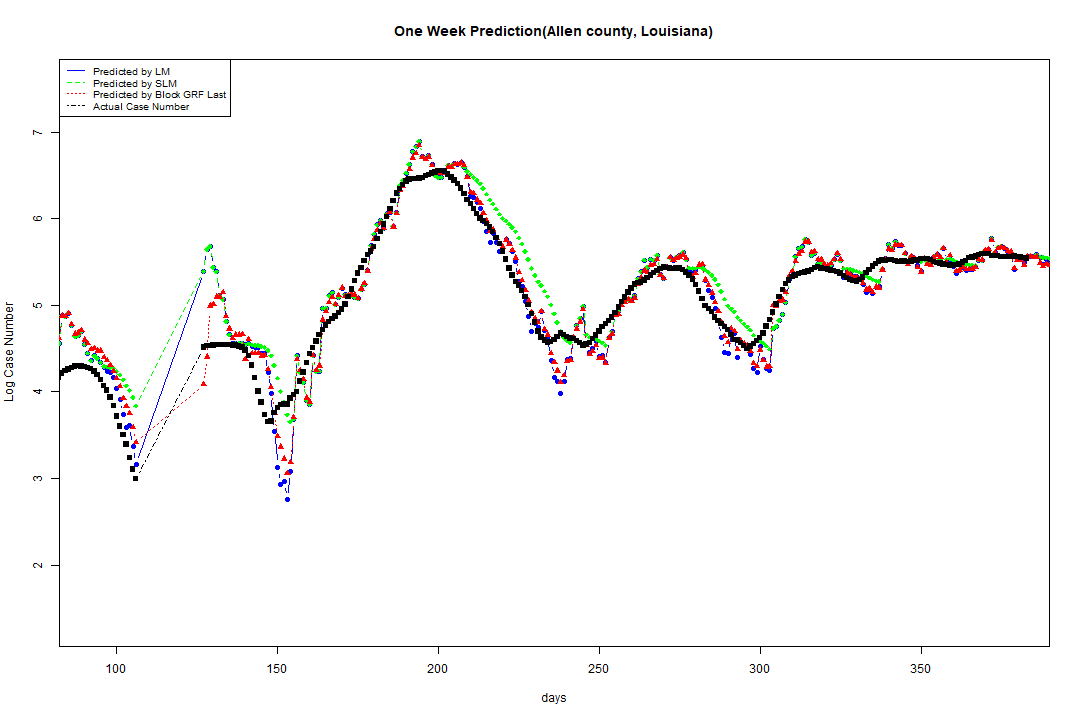 One Week Prediction(Allen county, Louisiana)
Predicted by LM
Predicted by SLM
Predicted by Block GRF Last
Actual Case Number
Log Case Number
7
6
5
4
3
2
100 150 200 250 300 350
days